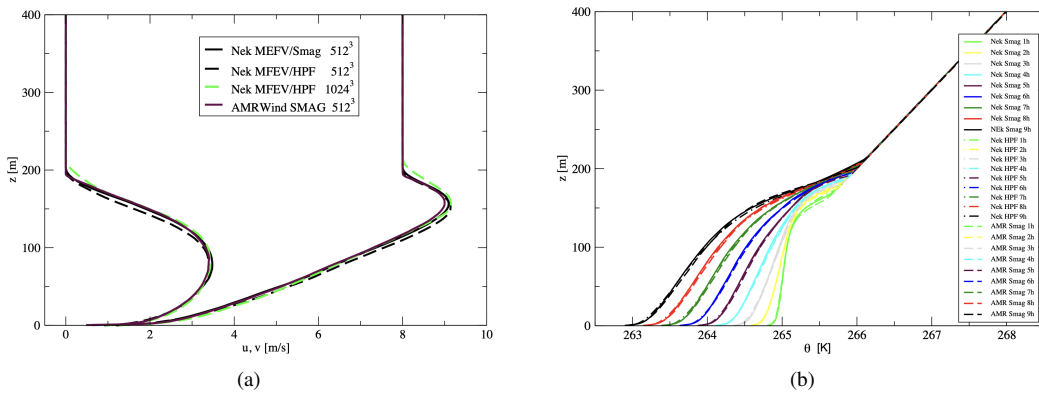 400
300
200
100
0
z [m]
0
2
4
6
8
10
u, v [m/s]
Nek MEFV/Smag 512³
Nek MFEV/HPF 512³
Nek MFEV/HPF 1024³
AMRWind SMAG 512³
(a)
400
300
200
100
0
z [m]
263
264
265
266
267
268
θ [K]
Nek Smag 1h
Nek Smag 2h
Nek Smag 3h
Nek Smag 4h
Nek Smag 5h
Nek Smag 6h
Nek Smag 7h
Nek Smag 8h
NEk Smag 9h
Nek HPF 1h
Nek HPF 2h
Nek HPF 3h
Nek HPF 4h
Nek HPF 5h
Nek HPF 6h
Nek HPF 7h
Nek HPF 8h
Nek HPF 9h
AMR Smag 1h
AMR Smag 2h
AMR Smag 3h
AMR Smag 4h
AMR Smag 5h
AMR Smag 6h
AMR Smag 7h
AMR Smag 8h
AMR Smag 9h
(b)